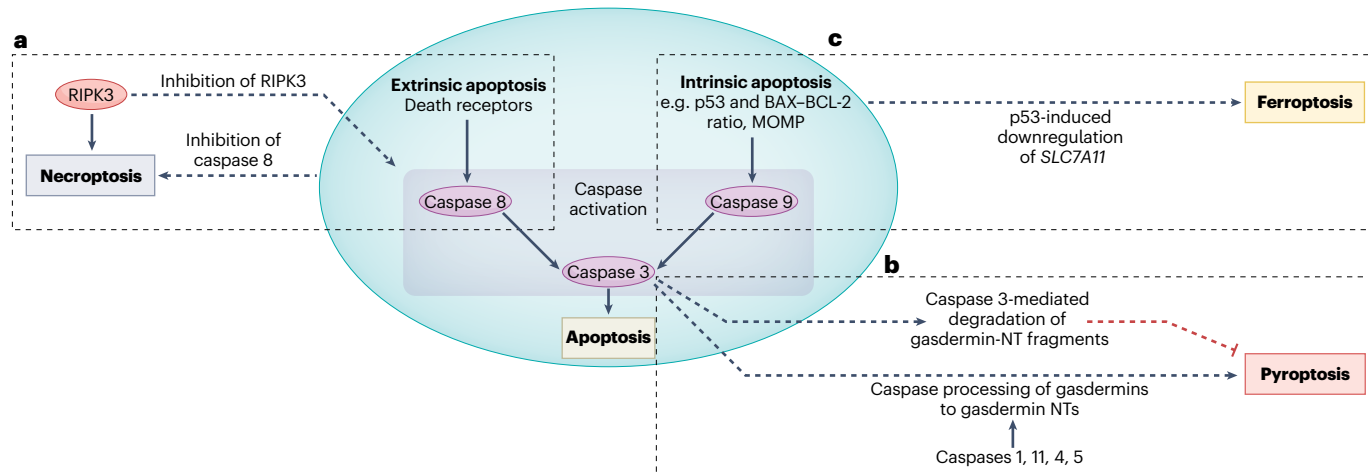 a
RIPK3
Inhibition of RIPK3
Necroptosis
Inhibition of
caspase 8
Extrinsic apoptosis
Death receptors
Intrinsic apoptosis
e.g. p53 and BAX–BCL-2
ratio, MOMP
Caspase 8
Caspase
activation
Caspase 9
Caspase 3
Apoptosis
c
p53-induced
downregulation
of SLC7A11
Ferroptosis
b
Caspase 3-mediated
degradation of
gasdermin-NT fragments
Pyroptosis
Caspase processing of gasdermins
to gasdermin NTs
Caspases 1, 11, 4, 5